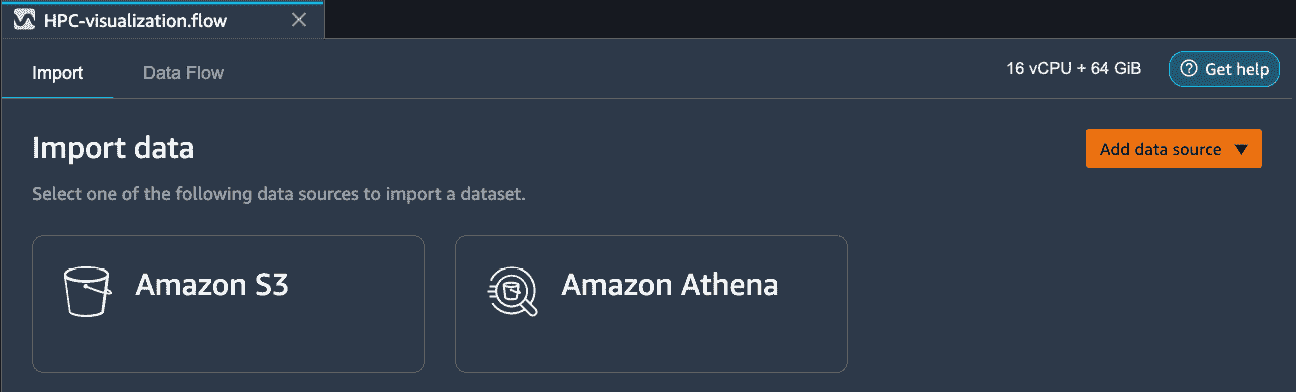 HPC-visualization.flow
Import
Data Flow
16 vCPU + 64 GiB
Get help
Import data
Add data source
Select one of the following data sources to import a dataset.
Amazon S3
Amazon Athena